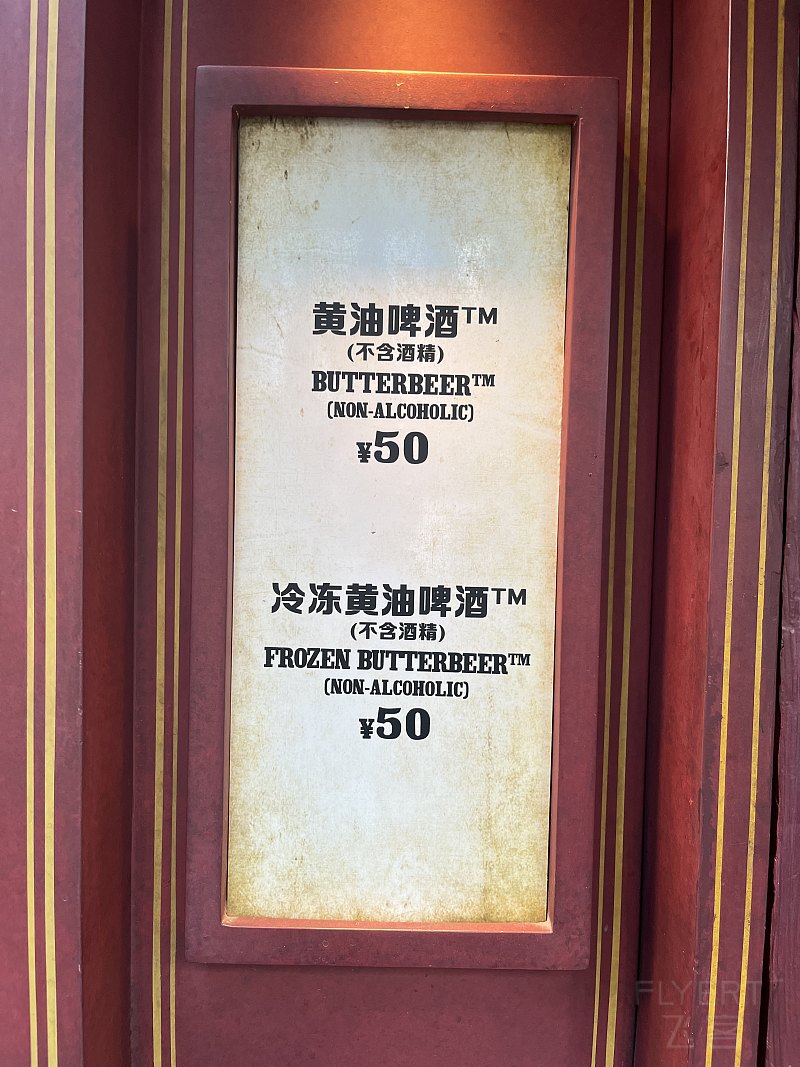 黄油啤酒™
(不含酒精)
BUTTERBEER™
(NON-ALCOHOLIC)
¥50
冷冻黄油啤酒™
(不含酒精)
FROZEN BUTTERBEER™
(NON-ALCOHOLIC)
¥50
FLYERT
飞客